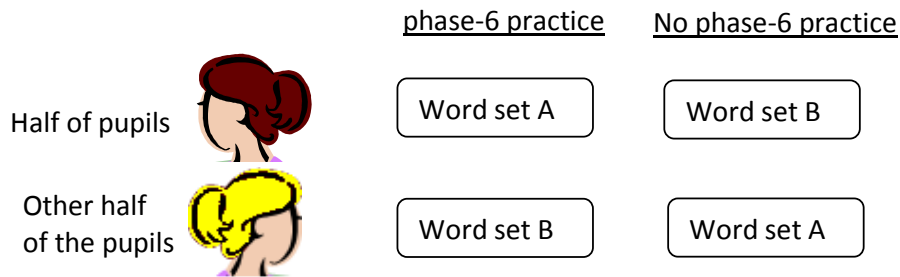 phase-6 practice
No phase-6 practice
Half of pupils
Word set A
Word set B
Other half
of the pupils
Word set B
Word set A